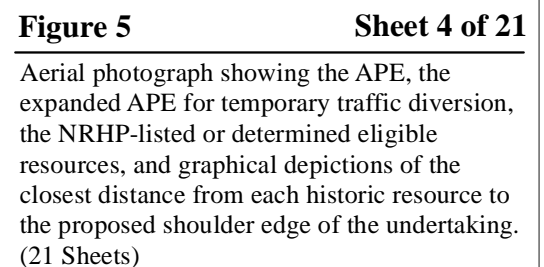 Figure 5 Sheet 4 of 21
Aerial photograph showing the APE, the
expanded APE for temporary traffic diversion,
the NRHP-listed or determined eligible
resources, and graphical depictions of the
closest distance from each historic resource to
the proposed shoulder edge of the undertaking.
(21 Sheets)